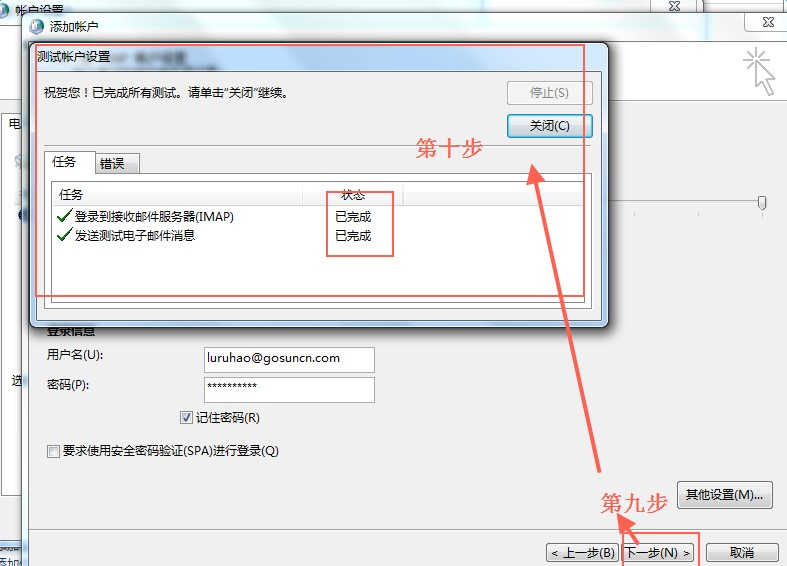 帐户设置
添加帐户
测试帐户设置
祝贺您！已完成所有测试。请单击“关闭”继续。
停止(S)
关闭(C)
第十步
任务
错误
任务
状态
登录到接收邮件服务器(IMAP)
已完成
发送测试电子邮件消息
已完成
登录信息
用户名(U):
luruhao@gosuncn.com
密码(P):
**********
记住密码(R)
要求使用安全密码验证(SPA)进行登录(Q)
第九步
其他设置(M)...
< 上一步(B)
下一步(N) >
取消